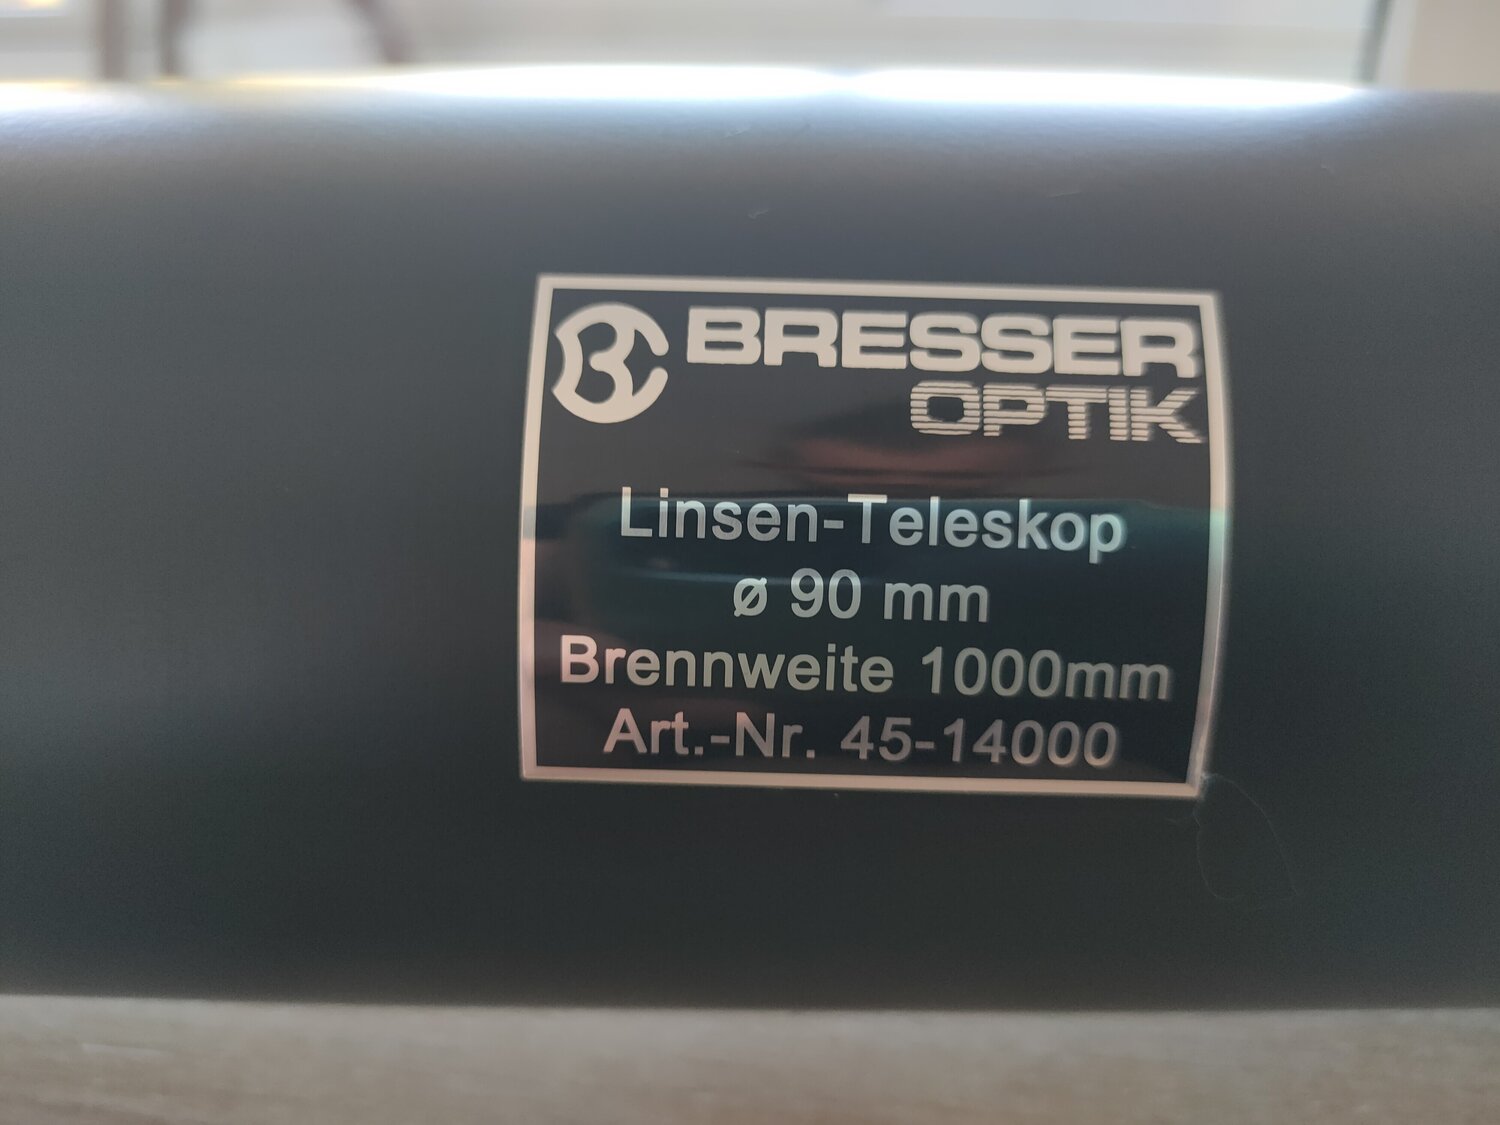 BRESSER
OPTIK
Linsen-Teleskop
ø 90 mm
Brennweite 1000mm
Art.-Nr. 45-14000